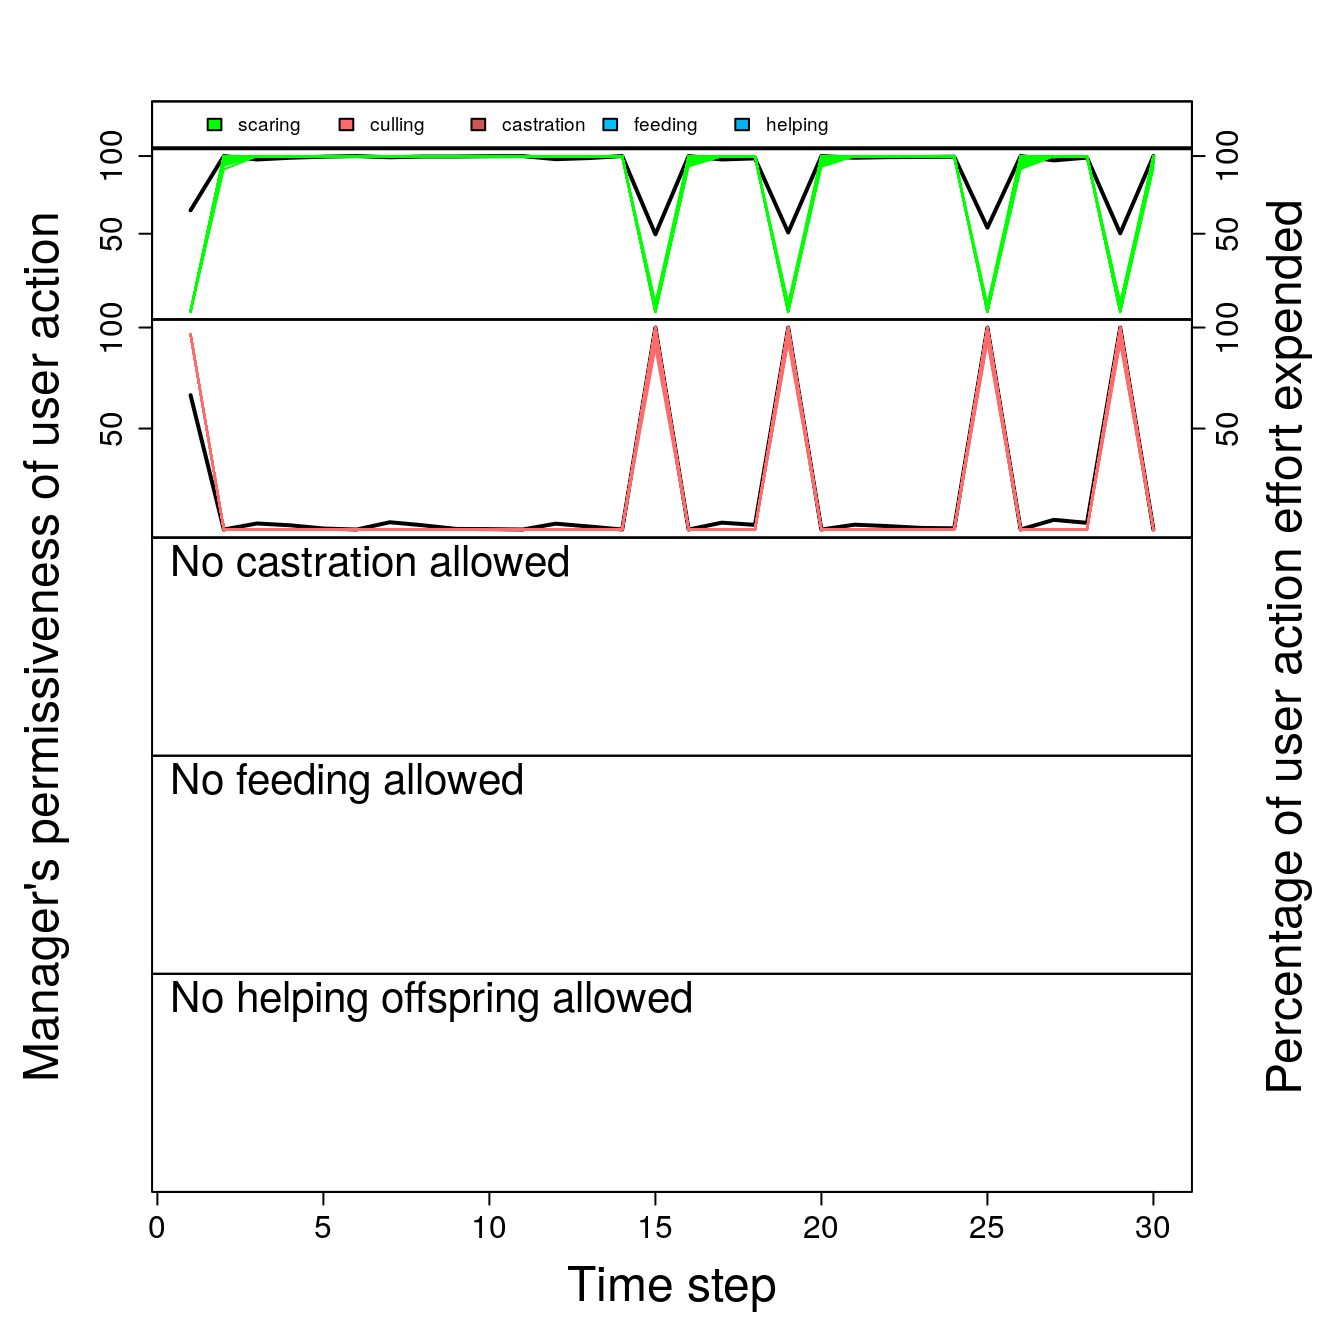 scaring culling castration feeding helping
100 100
50 50
100 100
50 50
Manager's permissiveness of user action
Percentage of user action effort expended
No castration allowed
No feeding allowed
No helping offspring allowed
0 5 10 15 20 25 30
Time step